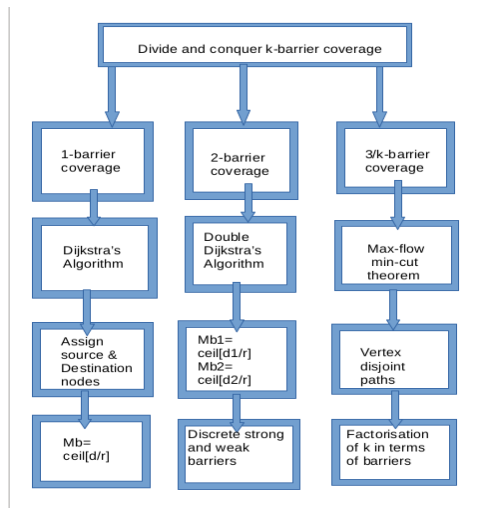 Divide and conquer k-barrier coverage
1-barrier
coverage
2-barrier
coverage
3/k-barrier
coverage
Dijkstra's
Algorithm
Double
Dijkstra's
Algorithm
Max-flow
min-cut
theorem
Assign
source &
Destination
nodes
Mb1=
ceil[d1/r]
Mb2=
ceil[d2/r]
Vertex
disjoint
paths
Mb=
ceil[d/r]
Discrete strong
and weak
barriers
Factorisation
of k in terms
of barriers